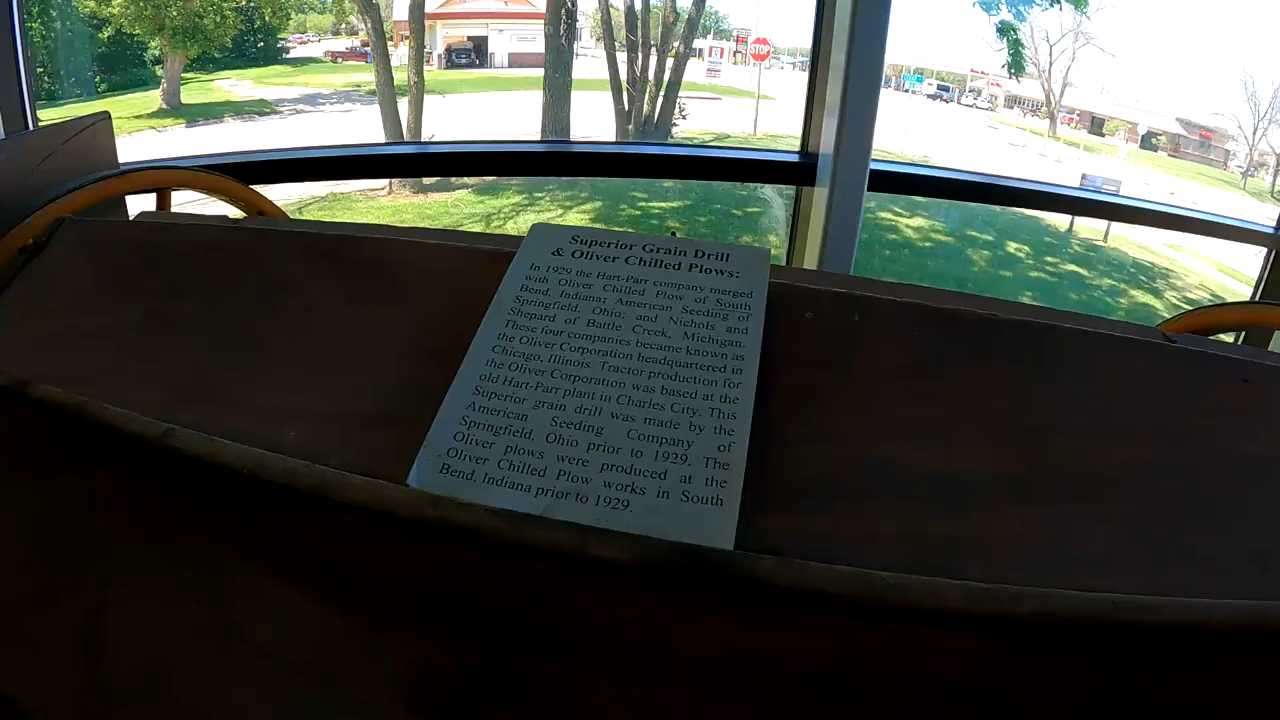 STOP
Superior Grain Drill
& Oliver Chilled Plows:
In 1929 the Hart-Parr company merged
with Oliver Chilled Plow of South
Bend, Indiana; American Seeding of
Springfield, Ohio; and Nichols and
Shepard of Battle Creek, Michigan.
These four companies became known as
the Oliver Corporation headquartered in
Chicago, Illinois. Tractor production for
the Oliver Corporation was based at the
old Hart-Parr plant in Charles City. This
Superior grain drill was made by the
American Seeding Company of
Springfield, Ohio prior to 1929. The
Oliver plows were produced at the
Oliver Chilled Plow works in South
Bend, Indiana prior to 1929.